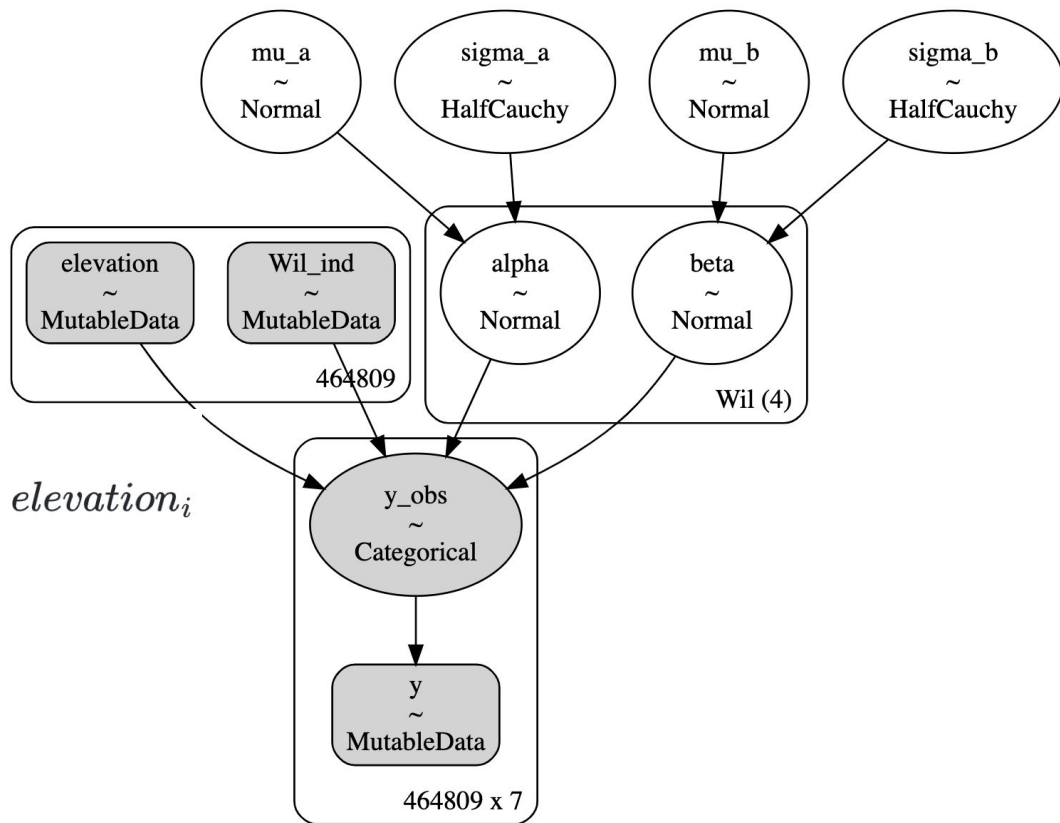 mu_a
~
Normal
sigma_a
~
HalfCauchy
mu_b
~
Normal
sigma_b
~
HalfCauchy
elevation
~
MutableData
Wil_ind
~
MutableData
464809
alpha
~
Normal
beta
~
Normal
Wil (4)
elevation_i
y_obs
~
Categorical
y
~
MutableData
464809 x 7